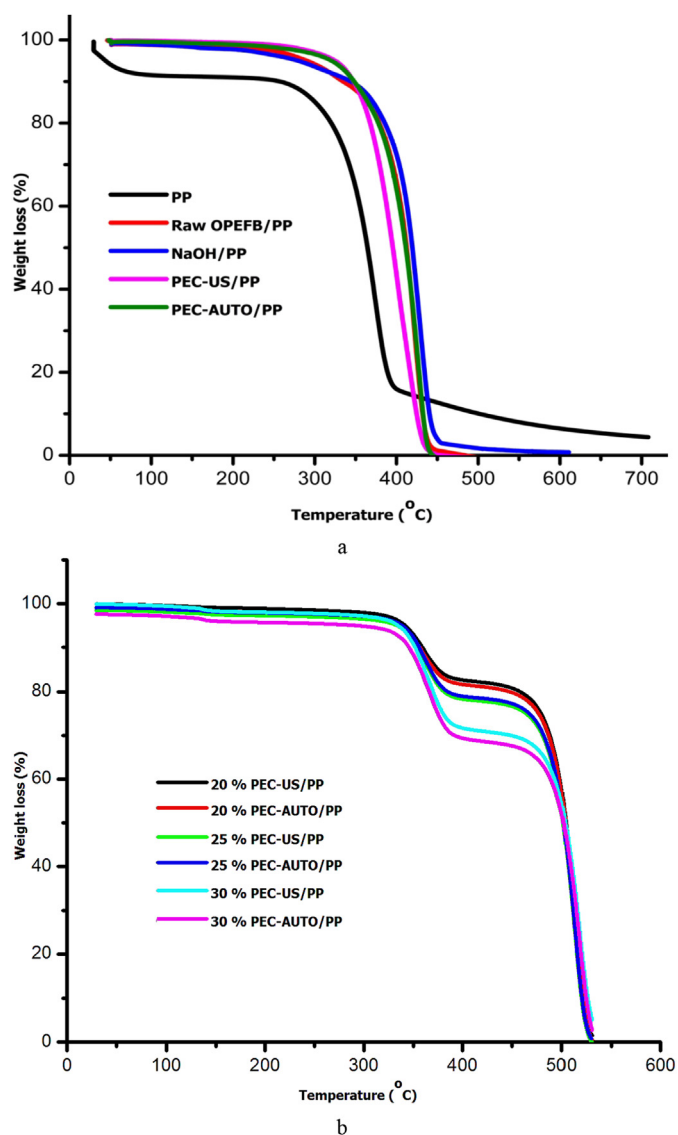 100
80
60
40
20
0
Weight loss (%)
PP
Raw OPEFB/PP
NaOH/PP
PEC-US/PP
PEC-AUTO/PP
0 100 200 300 400 500 600 700
Temperature (°C)
a
100
80
60
40
20
0
Weight loss (%)
20 % PEC-US/PP
20 % PEC-AUTO/PP
25 % PEC-US/PP
25 % PEC-AUTO/PP
30 % PEC-US/PP
30 % PEC-AUTO/PP
0 100 200 300 400 500 600
Temperature (°C)
b